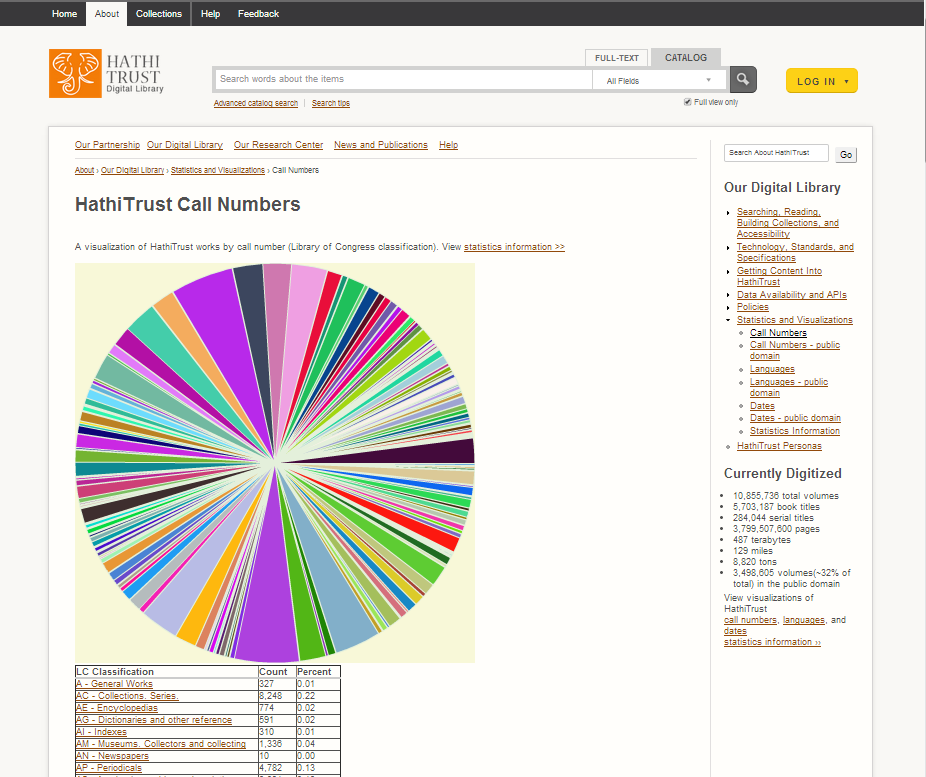 Home About Collections Help Feedback
HATHI
TRUST
Digital Library
FULL-TEXT CATALOG
Search words about the items All Fields
LOG IN
Advanced catalog search Search tips Full view only
Our Partnership Our Digital Library Our Research Center News and Publications Help
About › Our Digital Library › Statistics and Visualizations › Call Numbers
HathiTrust Call Numbers
A visualization of HathiTrust works by call number (Library of Congress classification). View statistics information >>
LC Classification Count Percent
A - General Works 327 0.01
AC - Collections. Series. 8,248 0.22
AE - Encyclopedias 774 0.02
AG - Dictionaries and other reference 591 0.02
AI - Indexes 310 0.01
AM - Museums. Collectors and collecting 1,336 0.04
AN - Newspapers 10 0.00
AP - Periodicals 4,782 0.13
Search About HathiTrust Go
Our Digital Library
Searching, Reading,
Building Collections, and
Accessibility
Technology, Standards, and
Specifications
Getting Content Into
HathiTrust
Data Availability and APIs
Policies
Statistics and Visualizations
Call Numbers
Call Numbers - public
domain
Languages
Languages - public
domain
Dates
Dates - public domain
Statistics Information
HathiTrust Personas
Currently Digitized
10,855,736 total volumes
5,703,187 book titles
284,044 serial titles
3,799,507,600 pages
487 terabytes
129 miles
8,820 tons
3,498,605 volumes(~32% of
total) in the public domain
View visualizations of
HathiTrust
call numbers, languages, and
dates
statistics information ››